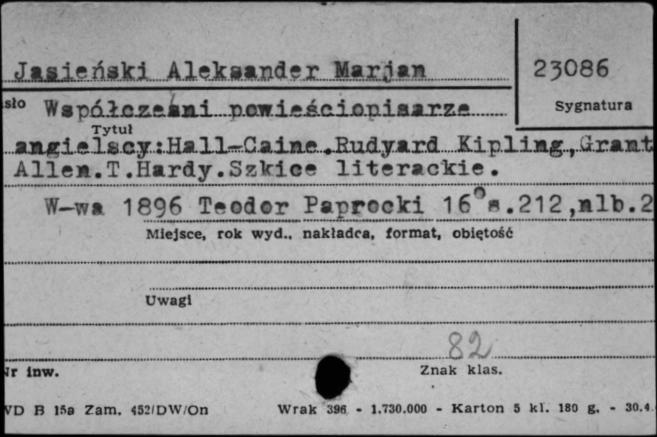 Jasieński Aleksander Marjan 23086
sło Współcześni powieściopisarze Sygnatura
Tytuł
angielscy:Hall-Caine.Rudyard Kipling,Grant
Allen.T.Hardy.Szkice literackie.
W-wa 1896 Teodor Paprocki 16°s.212,nlb.2
Miejsce, rok wyd., nakładca, format, objętość
Uwagi
82
Nr inw. Znak klas.
WD B 15a Zam. 452/DW/On Wrak 396 - 1.730.000 - Karton 5 kl. 180 g. - 30.4.